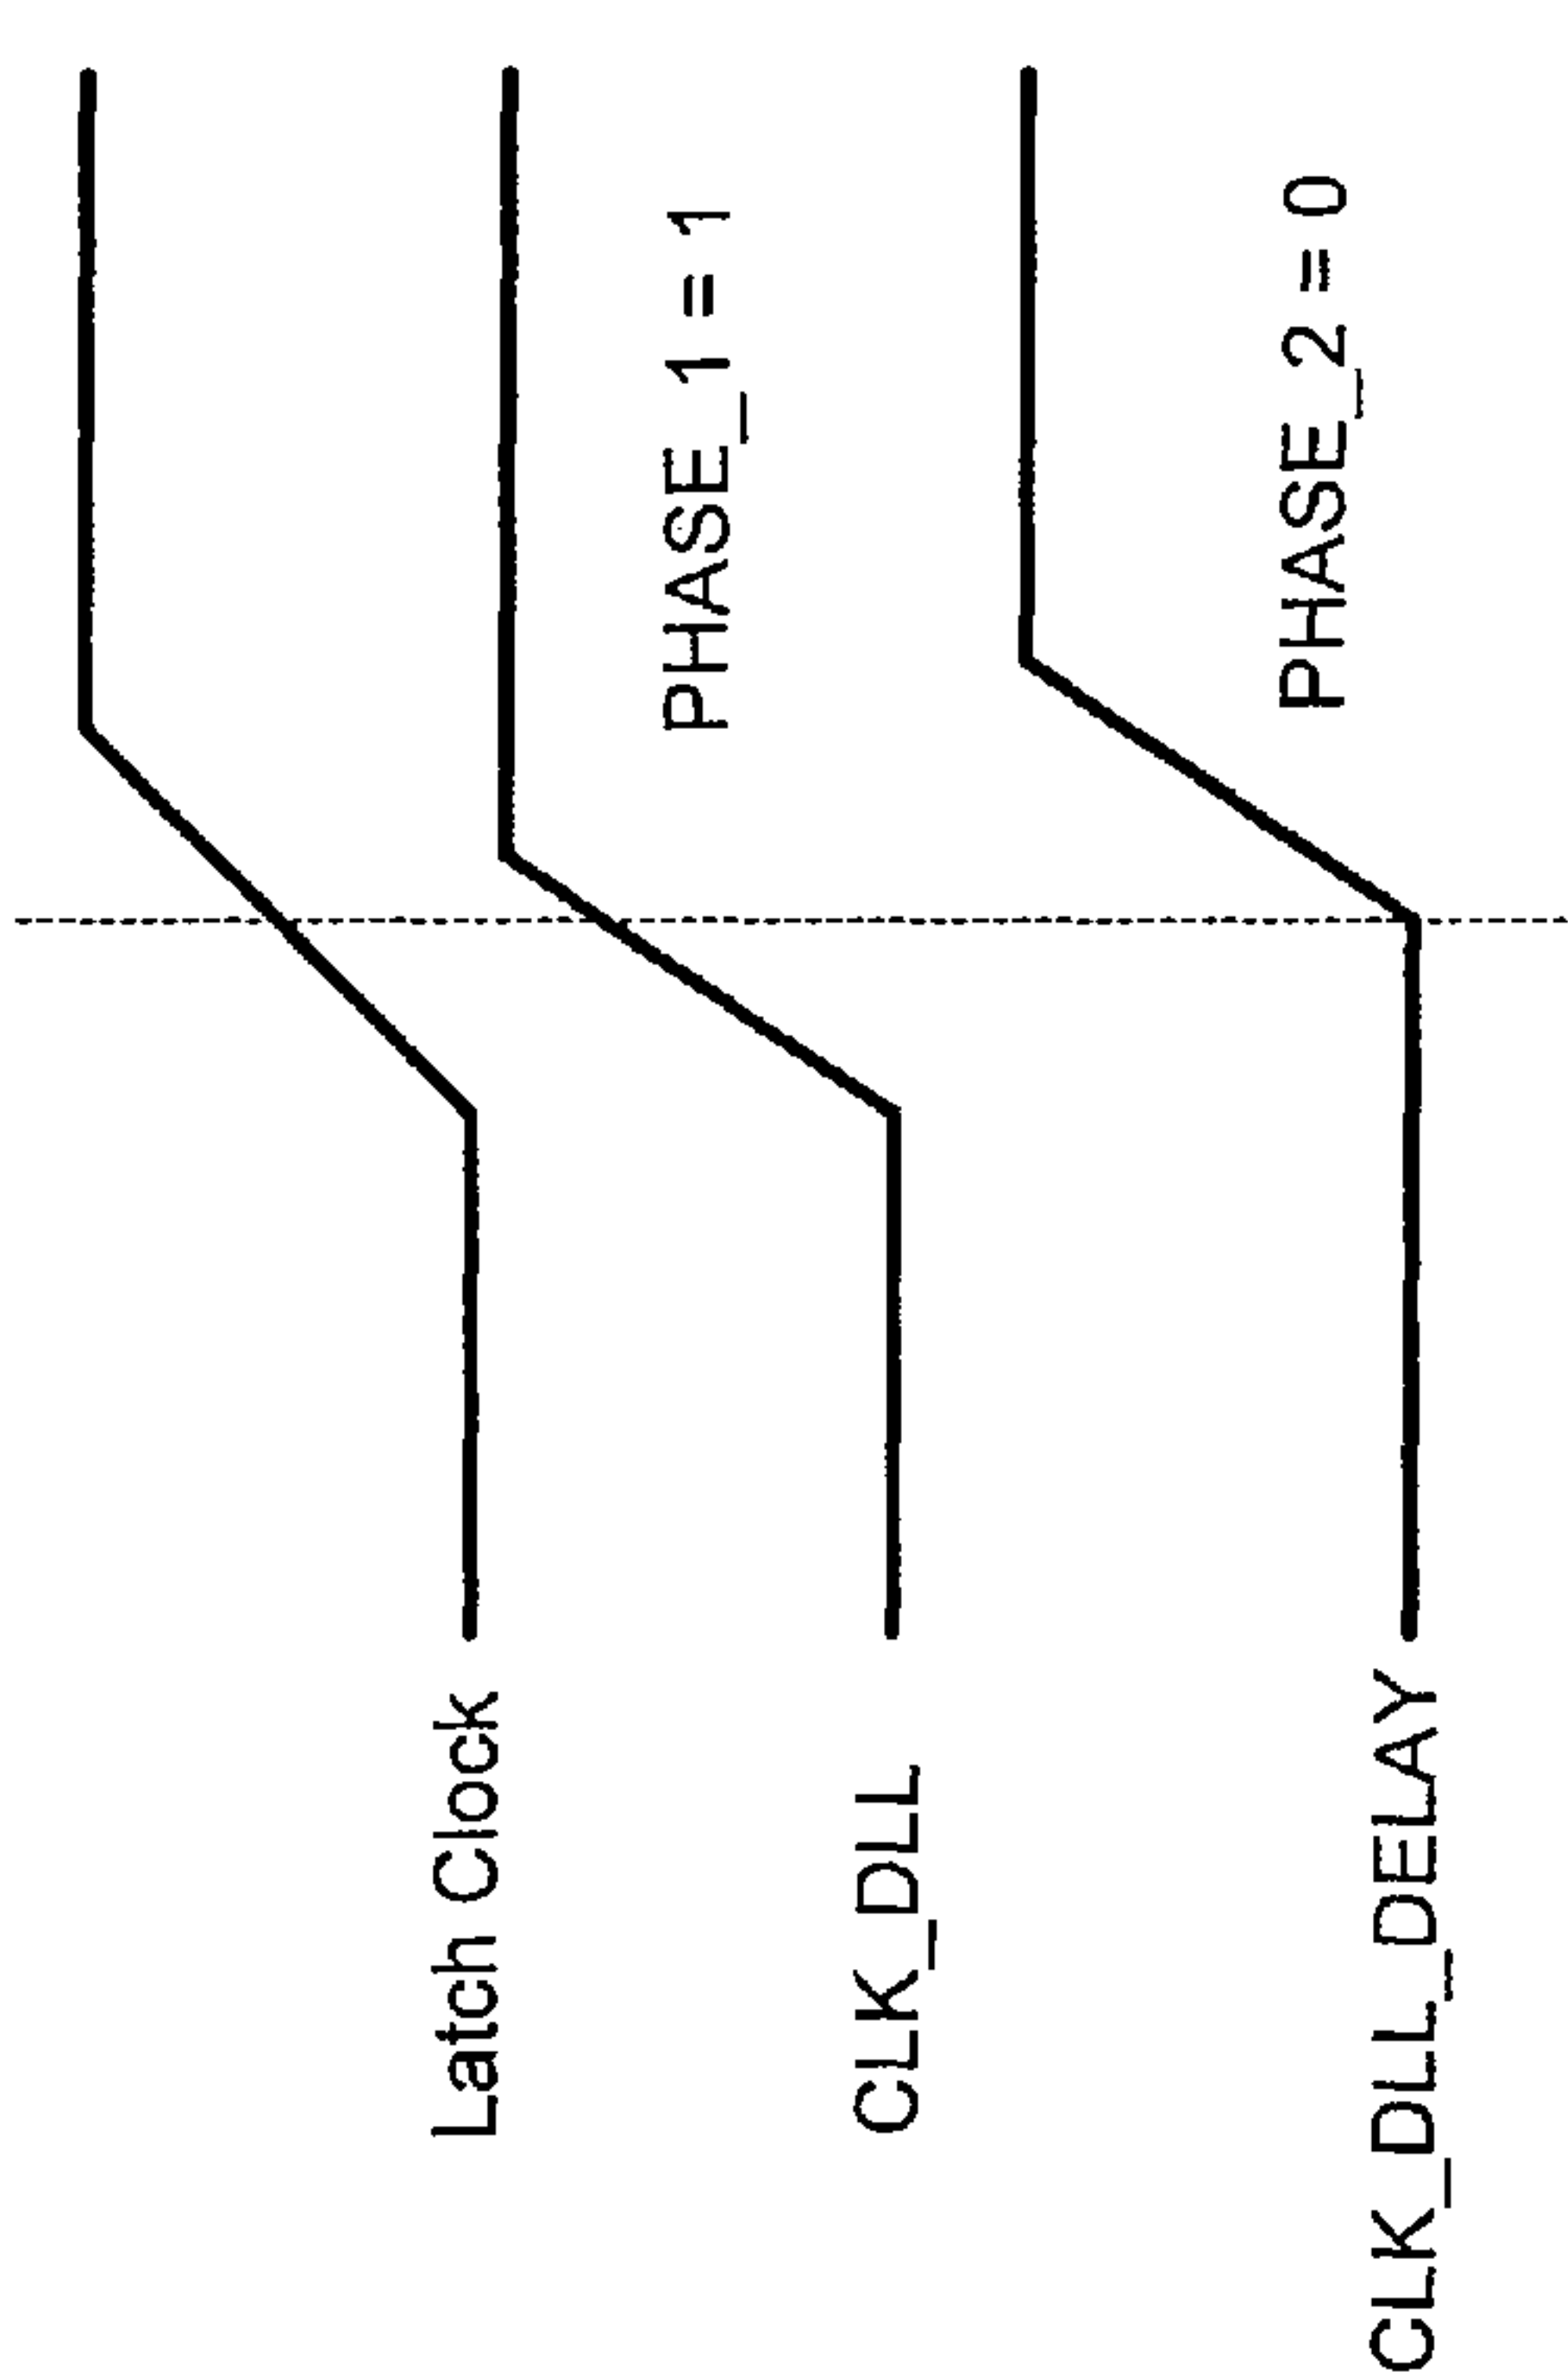 Latch Clock
CLK_DLL
PHASE_1 = 1
CLK_DLL_DELAY
PHASE_2 = 0